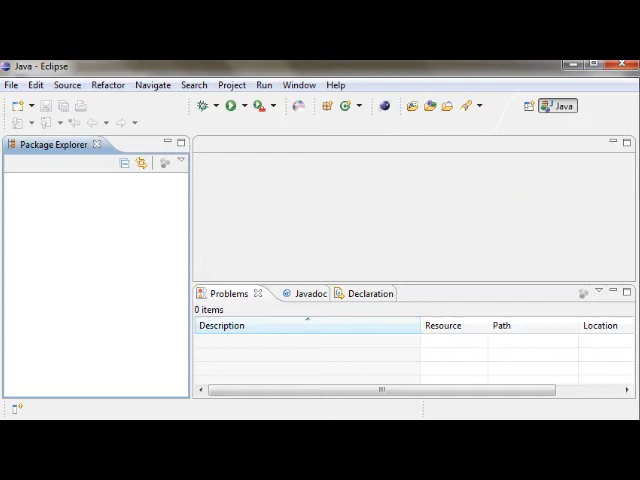 Java - Eclipse
File Edit Source Refactor Navigate Search Project Run Window Help
Java
Package Explorer
Problems @ Javadoc Declaration
0 items
Description Resource Path Location